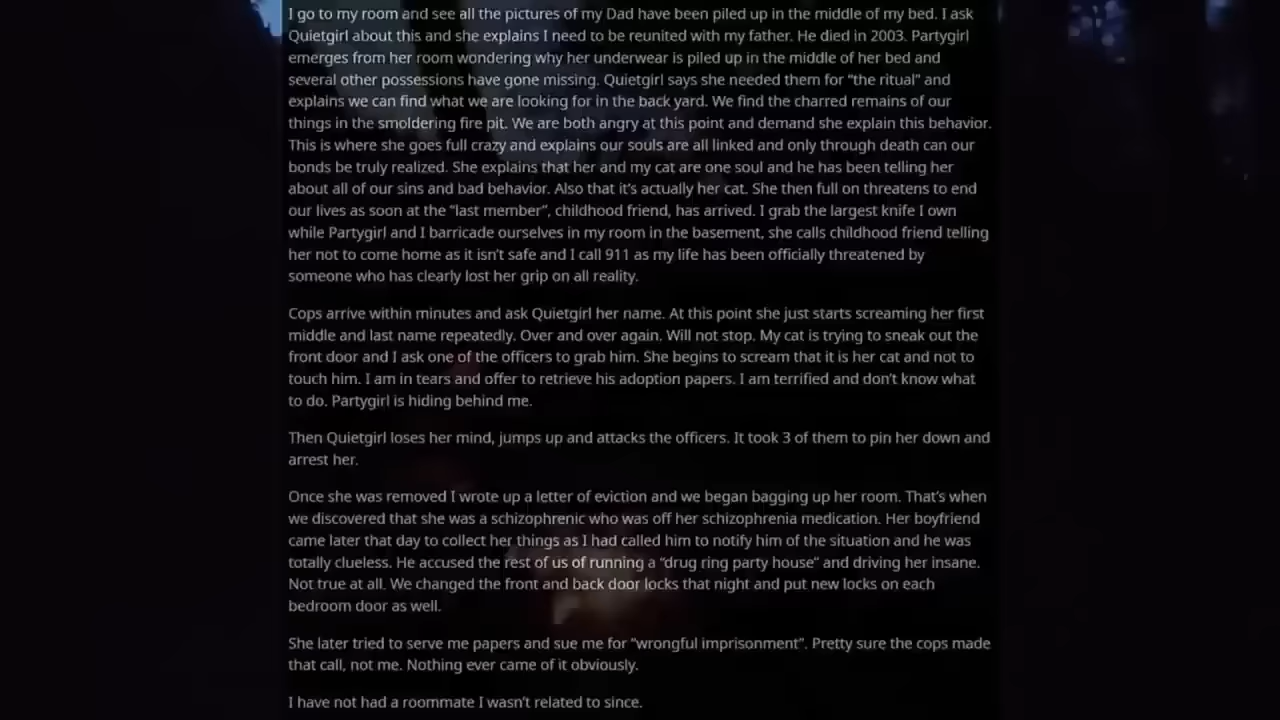 I go to my room and see all the pictures of my Dad have been piled up in the middle of my bed. I ask
Quietgirl about this and she explains I need to be reunited with my father. He died in 2003. Partygirl
emerges from her room wondering why her underwear is piled up in the middle of her bed and
several other possessions have gone missing. Quietgirl says she needed them for “the ritual” and
explains we can find what we are looking for in the back yard. We find the charred remains of our
things in the smoldering fire pit. We are both angry at this point and demand she explain this behavior.
This is where she goes full crazy and explains our souls are all linked and only through death can our
bonds be truly realized. She explains that her and my cat are one soul and he has been telling her
about all of our sins and bad behavior. Also that it’s actually her cat. She then full on threatens to end
our lives as soon at the “last member”, childhood friend, has arrived. I grab the largest knife I own
while Partygirl and I barricade ourselves in my room in the basement, she calls childhood friend telling
her not to come home as it isn’t safe and I call 911 as my life has been officially threatened by
someone who has clearly lost her grip on all reality.
Cops arrive within minutes and ask Quietgirl her name. At this point she just starts screaming her first
middle and last name repeatedly. Over and over again. Will not stop. My cat is trying to sneak out the
front door and I ask one of the officers to grab him. She begins to scream that it is her cat and not to
touch him. I am in tears and offer to retrieve his adoption papers. I am terrified and don’t know what
to do. Partygirl is hiding behind me.
Then Quietgirl loses her mind, jumps up and attacks the officers. It took 3 of them to pin her down and
arrest her.
Once she was removed I wrote up a letter of eviction and we began bagging up her room. That’s when
we discovered that she was a schizophrenic who was off her schizophrenia medication. Her boyfriend
came later that day to collect her things as I had called him to notify him of the situation and he was
totally clueless. He accused the rest of us of running a “drug ring party house” and driving her insane.
Not true at all. We changed the front and back door locks that night and put new locks on each
bedroom door as well.
She later tried to serve me papers and sue me for “wrongful imprisonment”. Pretty sure the cops made
that call, not me. Nothing ever came of it obviously.
I have not had a roommate I wasn’t related to since.